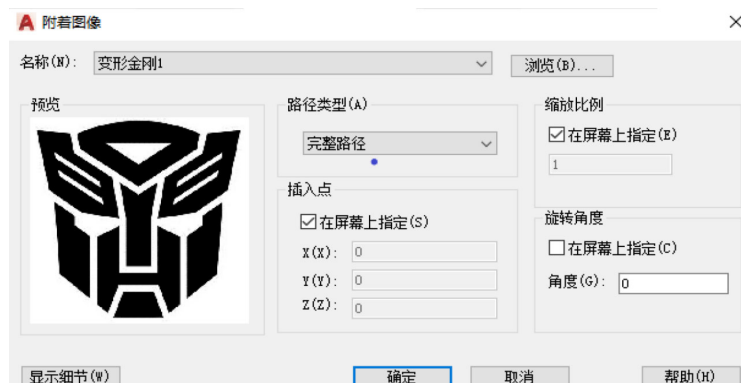 附着图像
名称(N): 变形金刚1 浏览(B)...
预览
路径类型(A)
完整路径
插入点
在屏幕上指定(S)
X(X): 0
Y(Y): 0
Z(Z): 0
缩放比例
在屏幕上指定(E)
1
旋转角度
在屏幕上指定(C)
角度(G): 0
显示细节(W) 确定 取消 帮助(H)